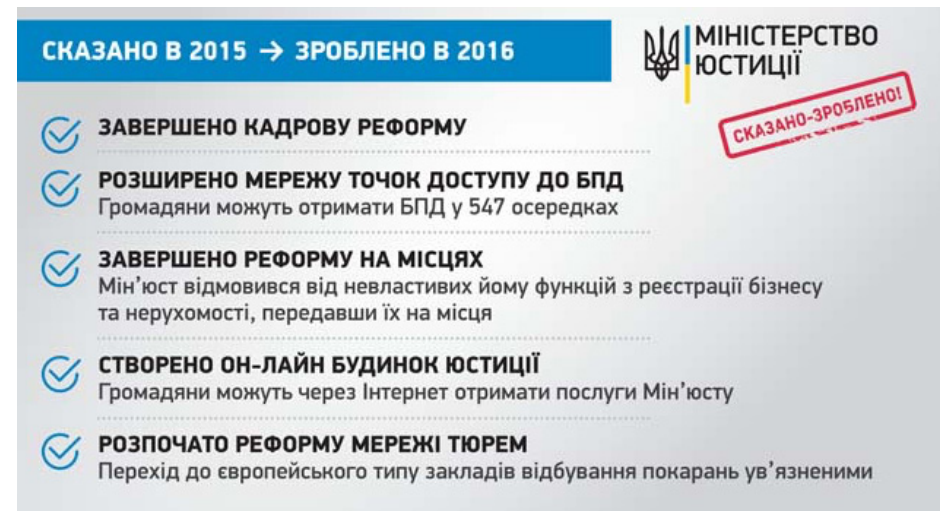 СКАЗАНО В 2015 → ЗРОБЛЕНО В 2016
МІНІСТЕРСТВО
ЮСТИЦІЇ
СКАЗАНО-ЗРОБЛЕНО!
ЗАВЕРШЕНО КАДРОВУ РЕФОРМУ
РОЗШИРЕНО МЕРЕЖУ ТОЧОК ДОСТУПУ ДО БПД
Громадяни можуть отримати БПД у 547 осередках
ЗАВЕРШЕНО РЕФОРМУ НА МІСЦЯХ
Мін’юст відмовився від невластивих йому функцій з реєстрації бізнесу
та нерухомості, передавши їх на місця
СТВОРЕНО ОН-ЛАЙН БУДИНОК ЮСТИЦІЇ
Громадяни можуть через Інтернет отримати послуги Мін’юсту
РОЗПОЧАТО РЕФОРМУ МЕРЕЖІ ТЮРЕМ
Перехід до європейського типу закладів відбування покарань ув’язненими